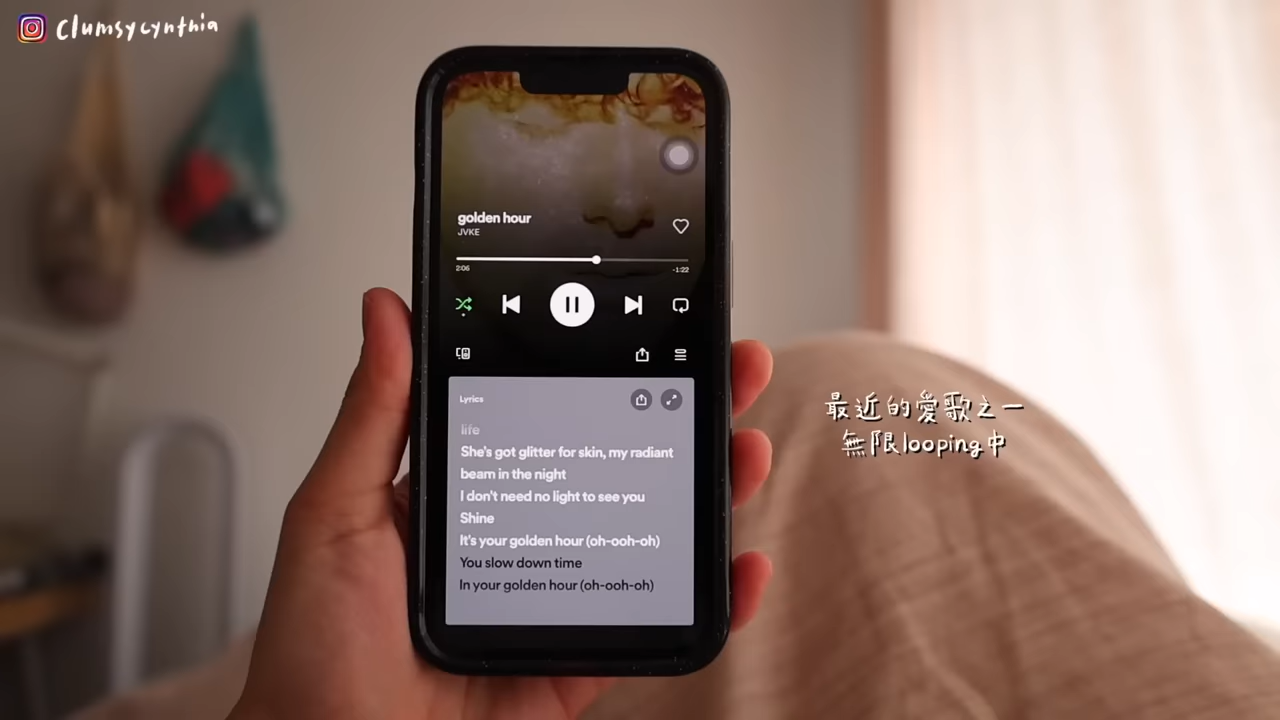 clumsycynthia
golden hour
JVKE
2:06
-1:22
Lyrics
life
She's got glitter for skin, my radiant
beam in the night
I don't need no light to see you
Shine
It's your golden hour (oh-ooh-oh)
You slow down time
In your golden hour (oh-ooh-oh)
最近的愛歌之一
無限looping中